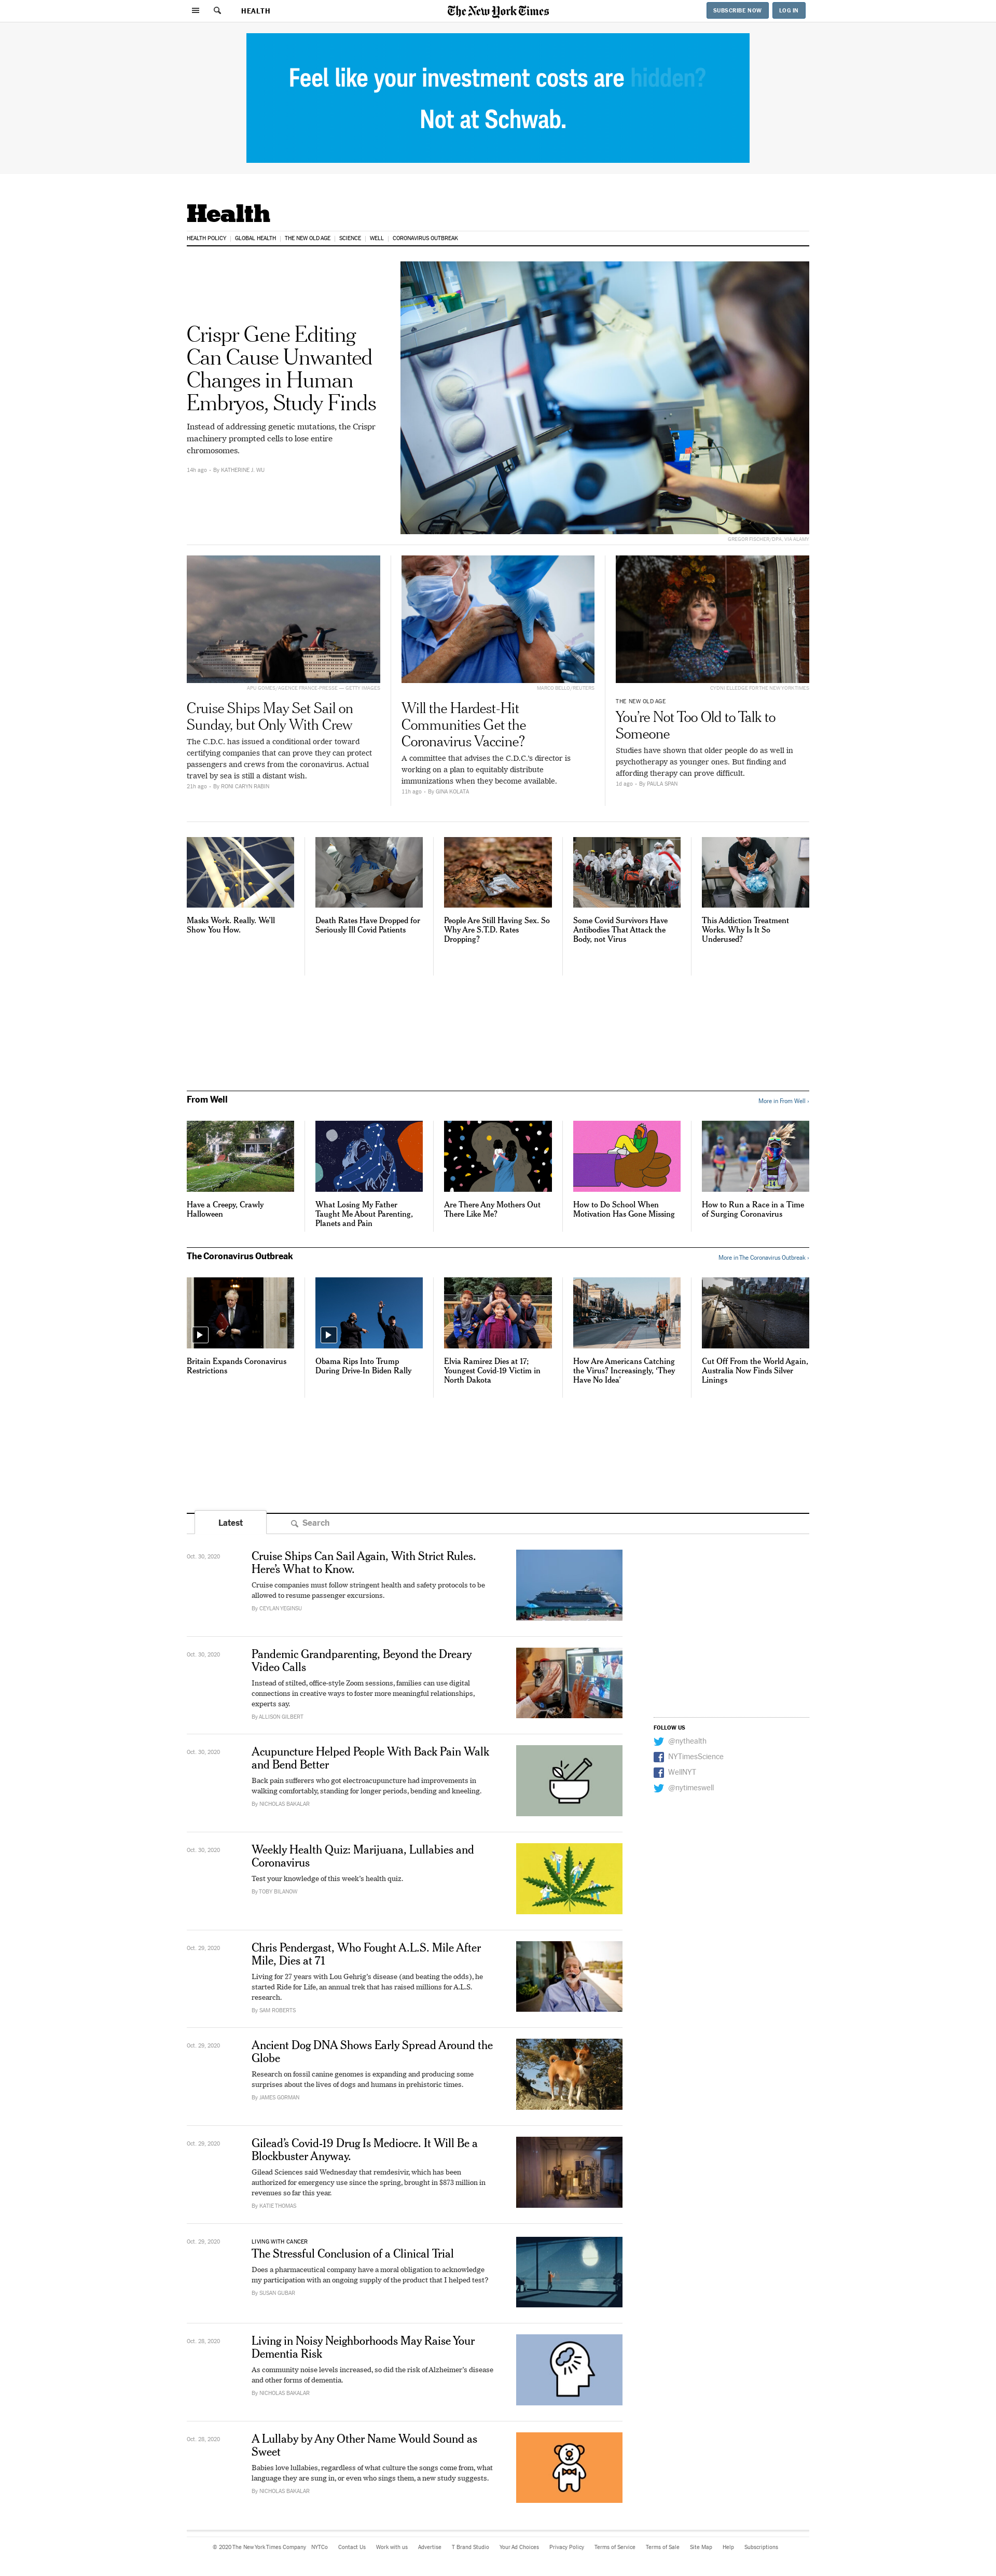 HEALTH
The New York Times
SUBSCRIBE NOW
LOG IN
Feel like your investment costs are hidden?
Not at Schwab.
Health
HEALTH POLICY
GLOBAL HEALTH
THE NEW OLD AGE
SCIENCE
WELL
CORONAVIRUS OUTBREAK
Crispr Gene Editing
Can Cause Unwanted
Changes in Human
Embryos, Study Finds
Instead of addressing genetic mutations, the Crispr
machinery prompted cells to lose entire
chromosomes.
14h ago - By KATHERINE J. WU
GREGOR FISCHER/DPA, VIA ALAMY
APU GOMES/AGENCE FRANCE-PRESSE — GETTY IMAGES
Cruise Ships May Set Sail on
Sunday, but Only With Crew
The C.D.C. has issued a conditional order toward
certifying companies that can prove they can protect
passengers and crews from the coronavirus. Actual
travel by sea is still a distant wish.
21h ago - By RONI CARYN RABIN
MARCO BELLO/REUTERS
Will the Hardest-Hit
Communities Get the
Coronavirus Vaccine?
A committee that advises the C.D.C.'s director is
working on a plan to equitably distribute
immunizations when they become available.
11h ago - By GINA KOLATA
CYDNI ELLEDGE FOR THE NEW YORK TIMES
THE NEW OLD AGE
You're Not Too Old to Talk to
Someone
Studies have shown that older people do as well in
psychotherapy as younger ones. But finding and
affording therapy can prove difficult.
1d ago - By PAULA SPAN
Masks Work. Really. We'll
Show You How.
Death Rates Have Dropped for
Seriously Ill Covid Patients
People Are Still Having Sex. So
Why Are S.T.D. Rates
Dropping?
Some Covid Survivors Have
Antibodies That Attack the
Body, not Virus
This Addiction Treatment
Works. Why Is It So
Underused?
From Well
More in From Well ›
Have a Creepy, Crawly
Halloween
What Losing My Father
Taught Me About Parenting,
Planets and Pain
Are There Any Mothers Out
There Like Me?
How to Do School When
Motivation Has Gone Missing
How to Run a Race in a Time
of Surging Coronavirus
The Coronavirus Outbreak
More in The Coronavirus Outbreak ›
Britain Expands Coronavirus
Restrictions
Obama Rips Into Trump
During Drive-In Biden Rally
Elvia Ramirez Dies at 17;
Youngest Covid-19 Victim in
North Dakota
How Are Americans Catching
the Virus? Increasingly, 'They
Have No Idea'
Cut Off From the World Again,
Australia Now Finds Silver
Linings
Latest
Search
Oct. 30, 2020
Cruise Ships Can Sail Again, With Strict Rules.
Here's What to Know.
Cruise companies must follow stringent health and safety protocols to be
allowed to resume passenger excursions.
By CEYLAN YEGINSU
Oct. 30, 2020
Pandemic Grandparenting, Beyond the Dreary
Video Calls
Instead of stilted, office-style Zoom sessions, families can use digital
connections in creative ways to foster more meaningful relationships,
experts say.
By ALLISON GILBERT
FOLLOW US
@nythealth
NYTimesScience
WellNYT
@nytimeswell
Oct. 30, 2020
Acupuncture Helped People With Back Pain Walk
and Bend Better
Back pain sufferers who got electroacupuncture had improvements in
walking comfortably, standing for longer periods, bending and kneeling.
By NICHOLAS BAKALAR
Oct. 30, 2020
Weekly Health Quiz: Marijuana, Lullabies and
Coronavirus
Test your knowledge of this week's health quiz.
By TOBY BILANOW
Oct. 29, 2020
Chris Pendergast, Who Fought A.L.S. Mile After
Mile, Dies at 71
Living for 27 years with Lou Gehrig's disease (and beating the odds), he
started Ride for Life, an annual trek that has raised millions for A.L.S.
research.
By SAM ROBERTS
Oct. 29, 2020
Ancient Dog DNA Shows Early Spread Around the
Globe
Research on fossil canine genomes is expanding and producing some
surprises about the lives of dogs and humans in prehistoric times.
By JAMES GORMAN
Oct. 29, 2020
Gilead's Covid-19 Drug Is Mediocre. It Will Be a
Blockbuster Anyway.
Gilead Sciences said Wednesday that remdesivir, which has been
authorized for emergency use since the spring, brought in $873 million in
revenues so far this year.
By KATIE THOMAS
Oct. 29, 2020
LIVING WITH CANCER
The Stressful Conclusion of a Clinical Trial
Does a pharmaceutical company have a moral obligation to acknowledge
my participation with an ongoing supply of the product that I helped test?
By SUSAN GUBAR
Oct. 28, 2020
Living in Noisy Neighborhoods May Raise Your
Dementia Risk
As community noise levels increased, so did the risk of Alzheimer's disease
and other forms of dementia.
By NICHOLAS BAKALAR
Oct. 28, 2020
A Lullaby by Any Other Name Would Sound as
Sweet
Babies love lullabies, regardless of what culture the songs come from, what
language they are sung in, or even who sings them, a new study suggests.
By NICHOLAS BAKALAR
© 2020 The New York Times Company
NYTCo
Contact Us
Work with us
Advertise
T Brand Studio
Your Ad Choices
Privacy Policy
Terms of Service
Terms of Sale
Site Map
Help
Subscriptions